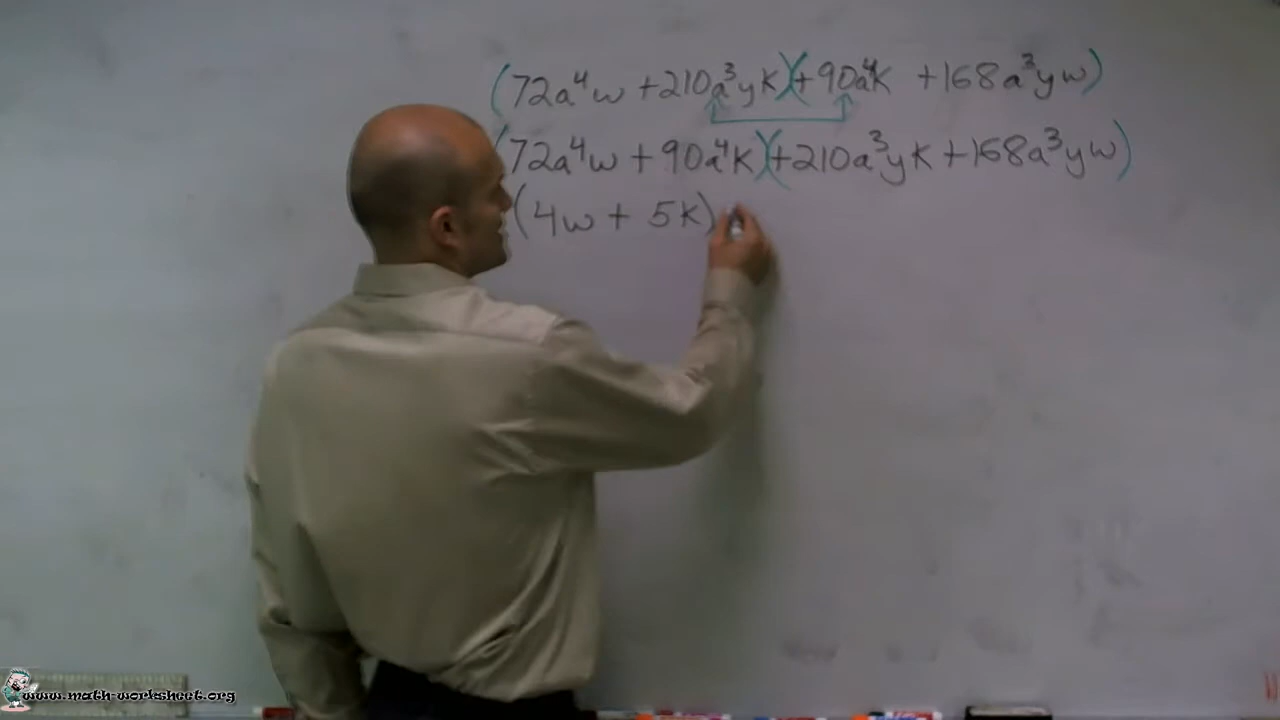 (72a⁴w + 210a³yk)(+ 90a⁴k + 168a³yw)
(72a⁴w + 90a⁴k)(+ 210a³yk + 168a³yw)
(4w + 5k)
www.math-worksheet.org